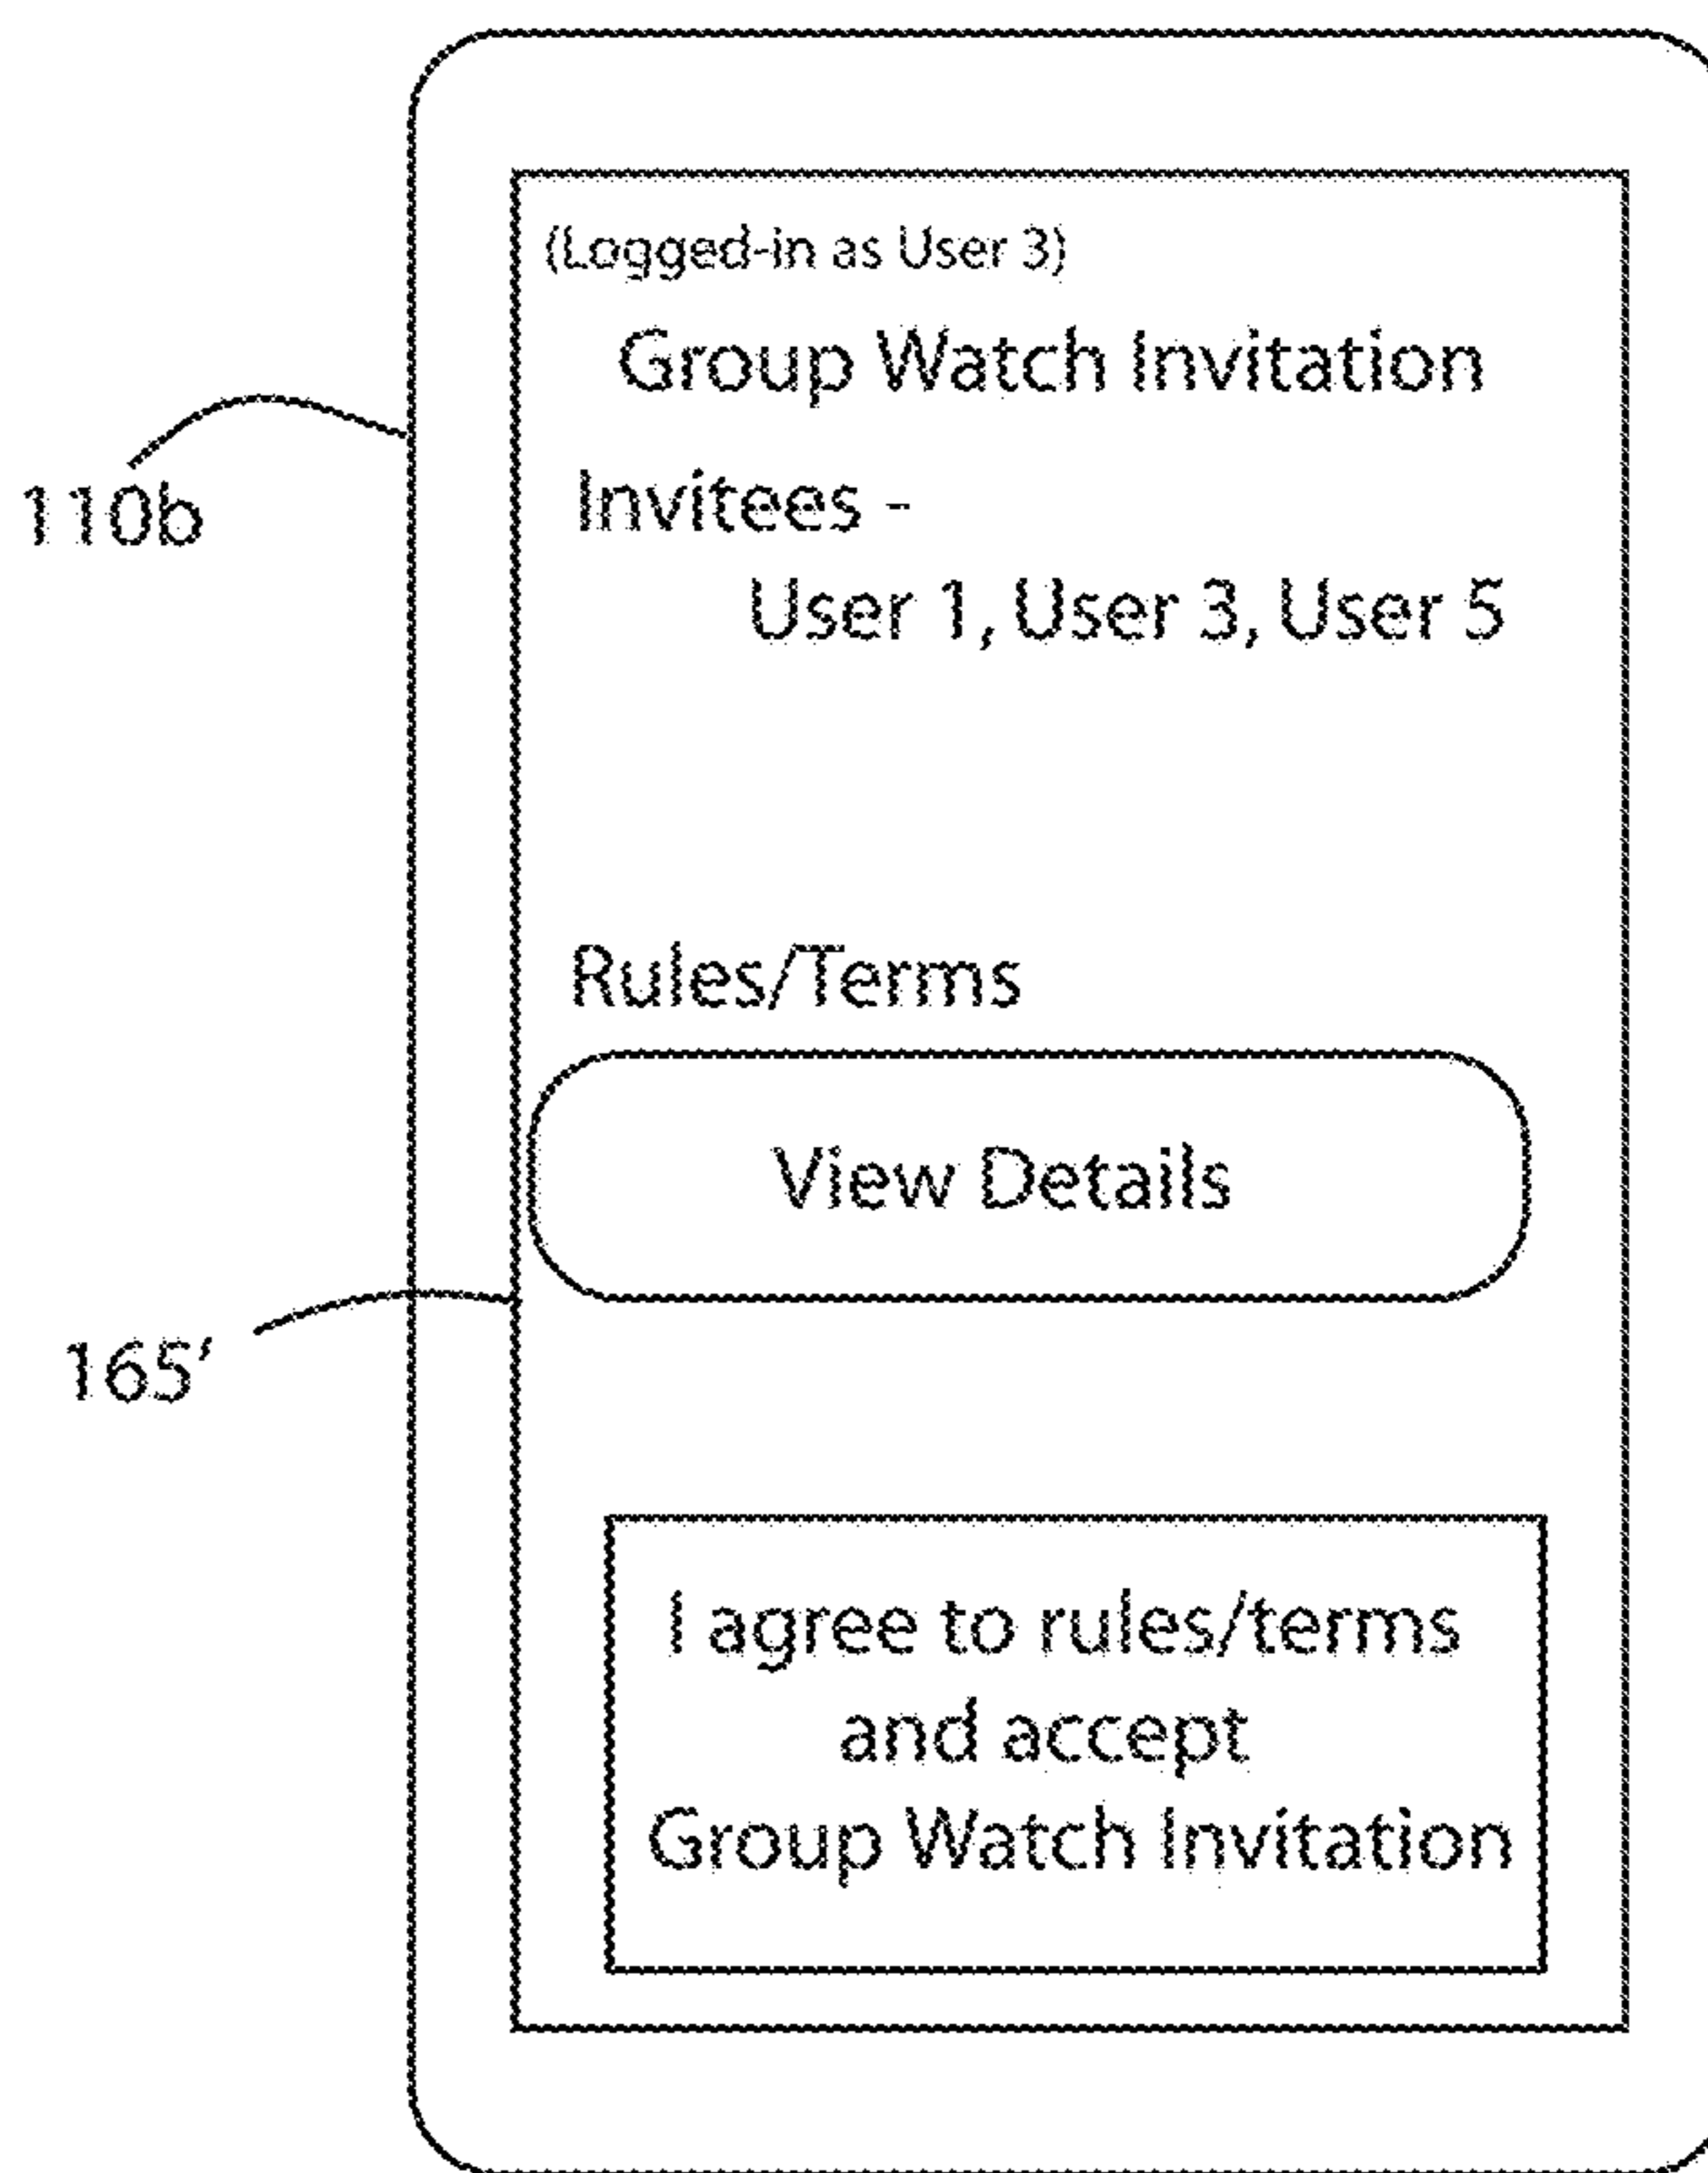 (Logged-in as User 3)
Group Watch Invitation
110b
Invitees -
User 1, User 3, User 5
Rules/Terms
View Details
165′
I agree to rules/terms
and accept
Group Watch Invitation